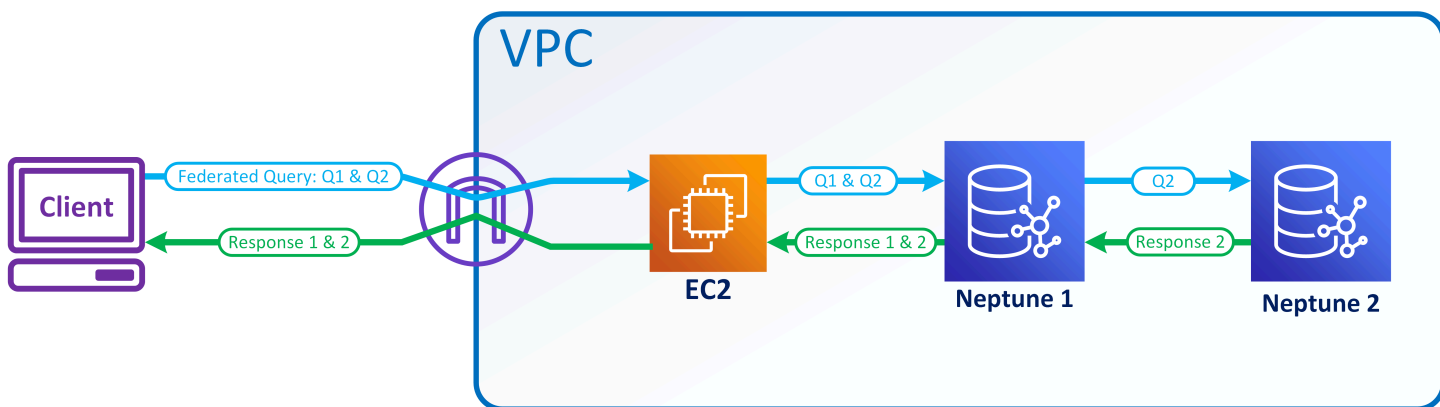 VPC
Client
Federated Query: Q1 & Q2
Response 1 & 2
EC2
Q1 & Q2
Response 1 & 2
Neptune 1
Q2
Response 2
Neptune 2